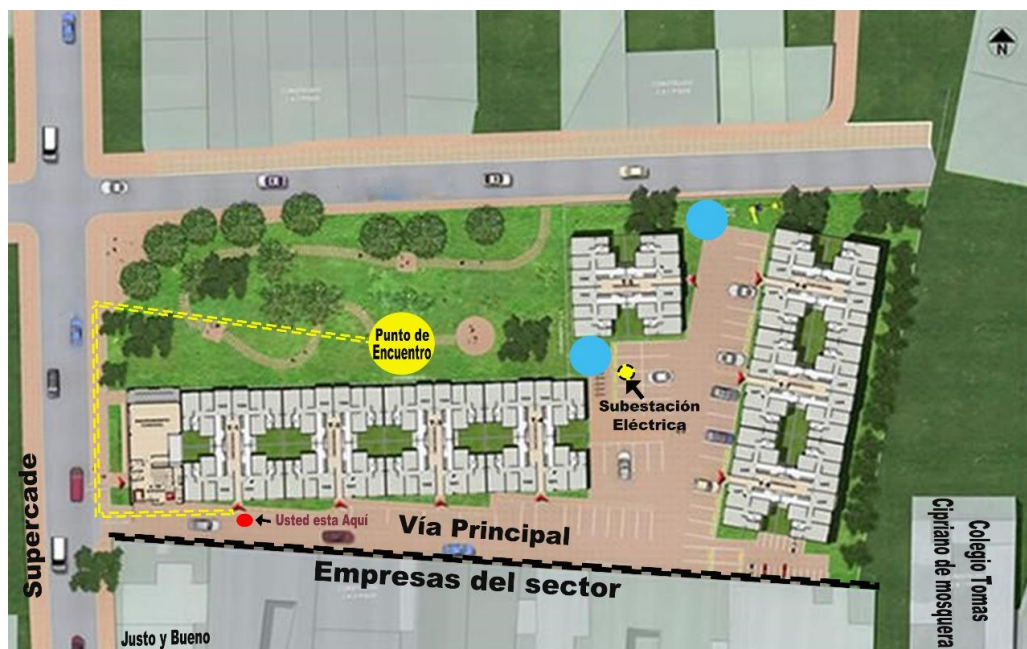 N
Punto de
Encuentro
Subestación
Eléctrica
Usted esta Aquí
Vía Principal
Empresas del sector
Supercade
Justo y Bueno
Colegio Tomas
Cipriano de mosquera